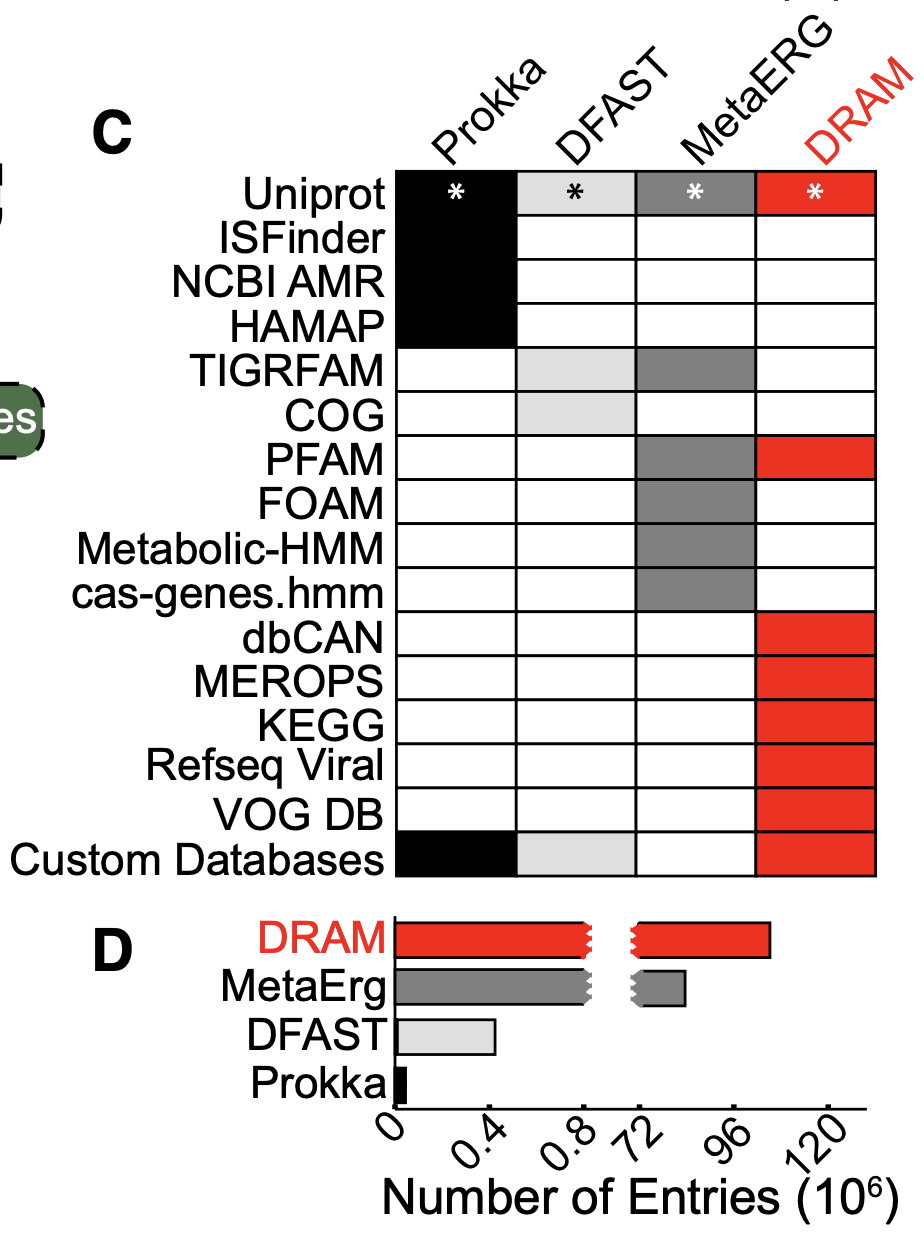 C
Prokka
DFAST
MetaERG
DRAM
Uniprot * * * *
ISFinder
NCBI AMR
HAMAP
TIGRFAM
COG
es
PFAM
FOAM
Metabolic-HMM
cas-genes.hmm
dbCAN
MEROPS
KEGG
Refseq Viral
VOG DB
Custom Databases
D
DRAM
MetaErg
DFAST
Prokka
0 0.4 0.8 72 96 120
Number of Entries (10⁶)